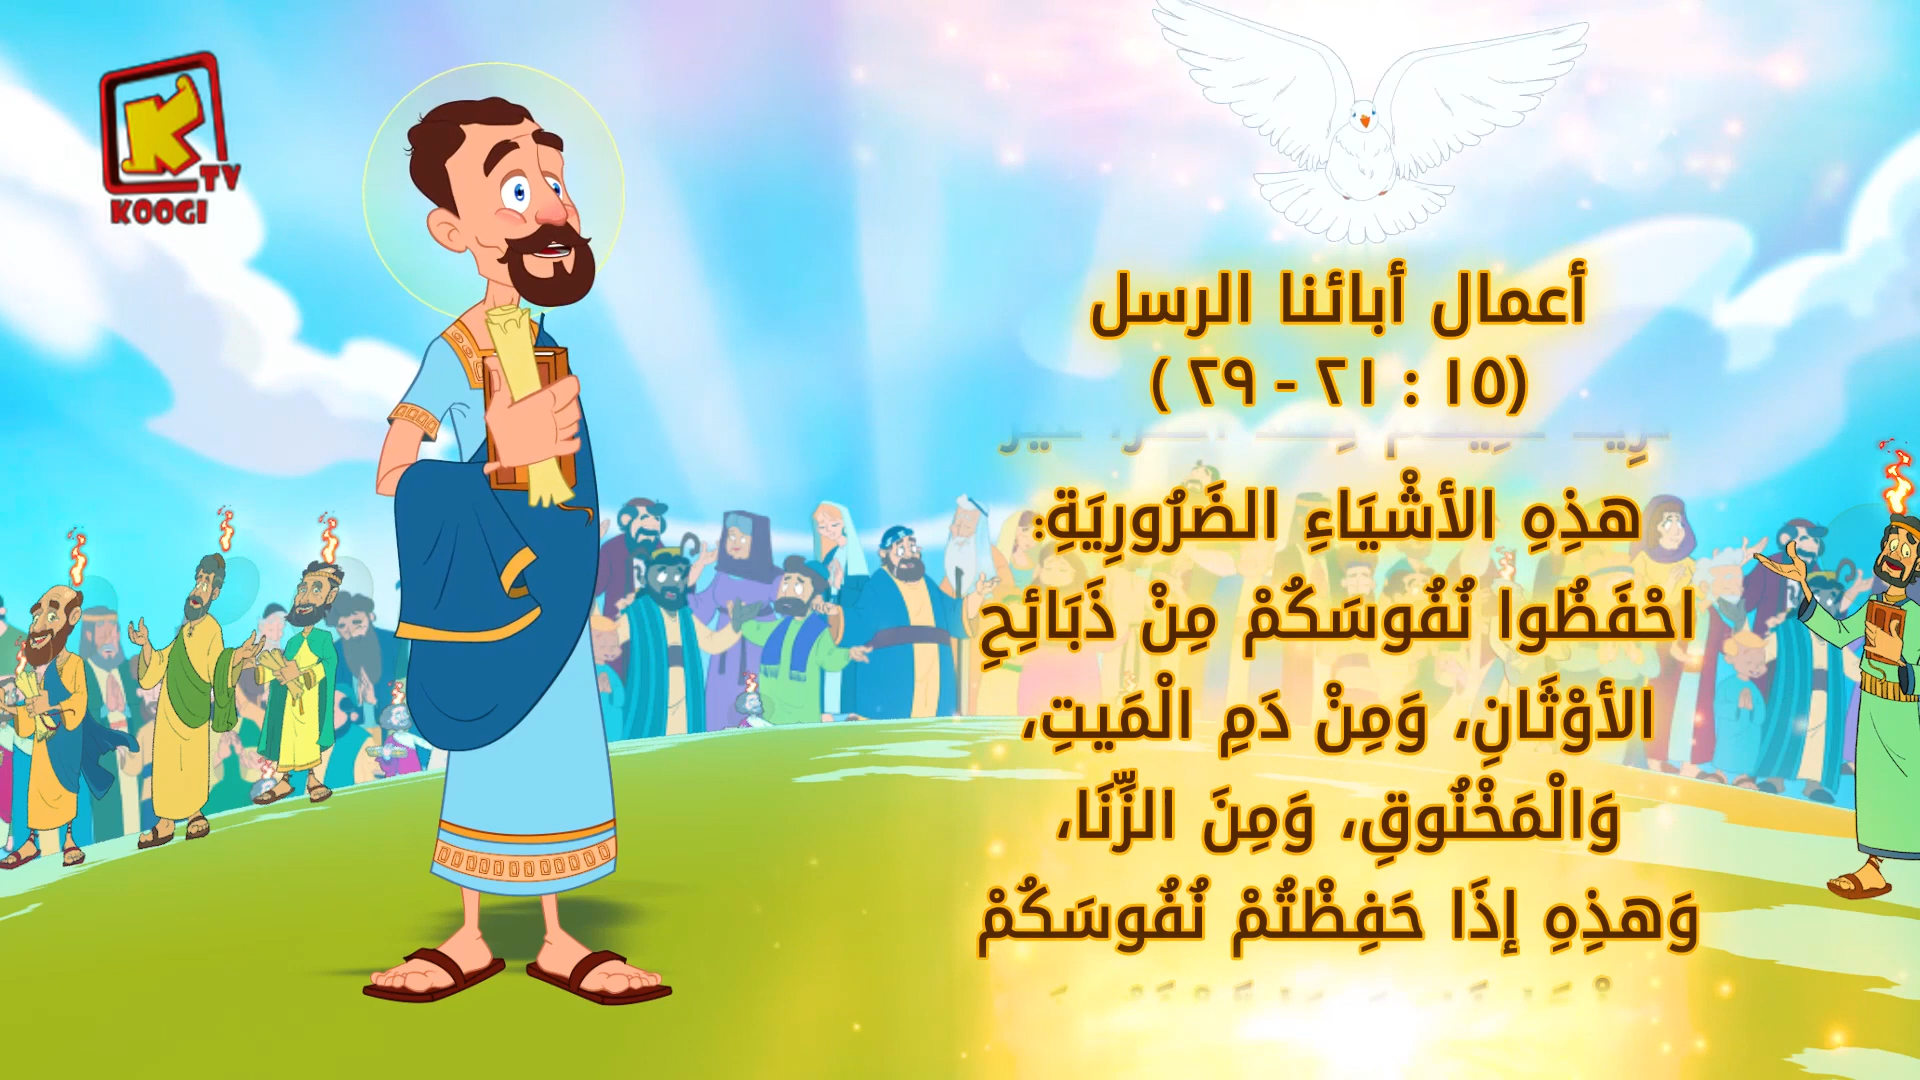 K TV
KOOGI
أعمال أبائنا الرسل
(١٥ : ٢١ - ٢٩ )
هذِهِ الأشْيَاءِ الضَرُورِيَةِ:
احْفَظُوا نُفُوسَكُمْ مِنْ ذَبَائِحِ
الأوْثَانِ، وَمِنْ دَمِ الْمَيتِ،
وَالْمَخْنُوقِ، وَمِنَ الزِّنَا،
وَهذِهِ إذَا حَفِظْتُمْ نُفُوسَكُمْ